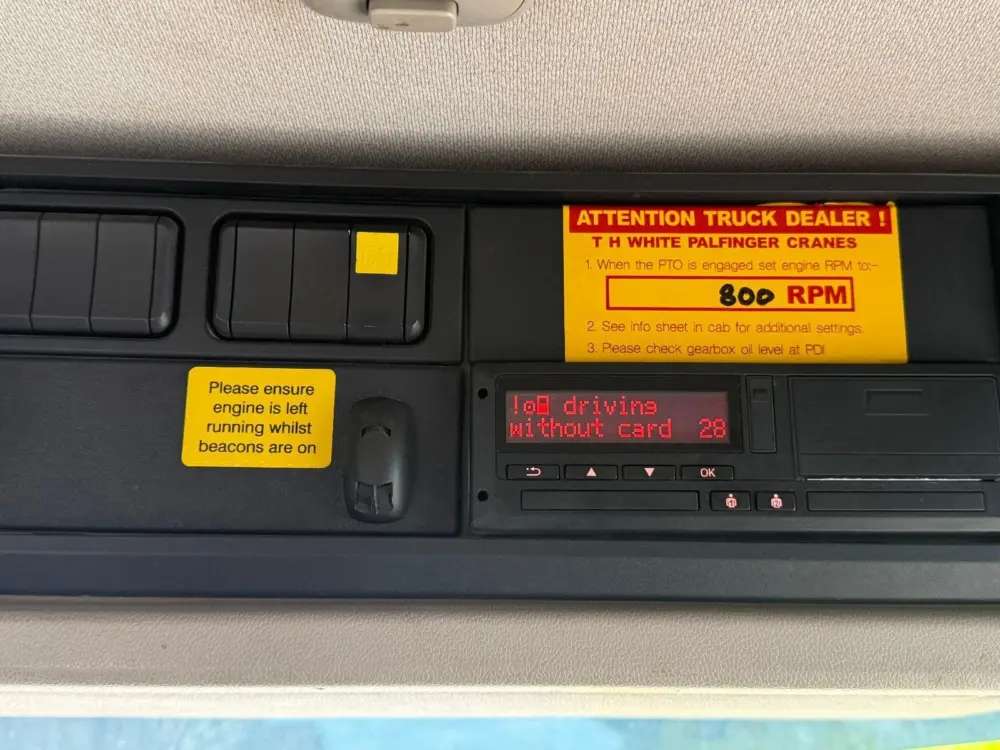 ATTENTION TRUCK DEALER !
T H WHITE PALFINGER CRANES
1. When the PTO is engaged set engine RPM to:-
800 RPM
2. See info sheet in cab for additional settings.
3. Please check gearbox oil level at PDI
Please ensure
engine is left
running whilst
beacons are on
! driving
without card 28
OK
1
2